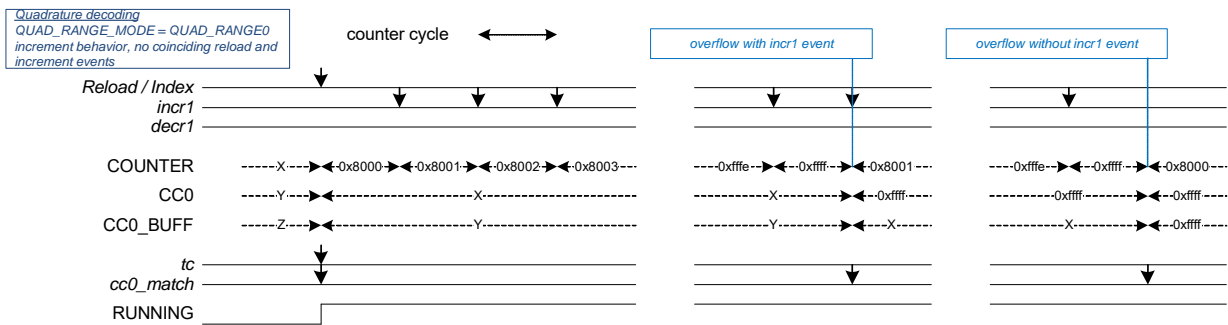 Quadrature decoding
QUAD_RANGE_MODE = QUAD_RANGE0
increment behavior, no coinciding reload and
increment events
counter cycle
overflow with incr1 event
overflow without incr1 event
Reload / Index
incr1
decr1
COUNTER X 0x8000 0x8001 0x8002 0x8003 0xfffe 0xffff 0x8001 0xfffe 0xffff 0x8000
CC0 Y X X 0xffff 0xffff 0xffff
CC0_BUFF Z Y Y X X 0xffff
tc
cc0_match
RUNNING